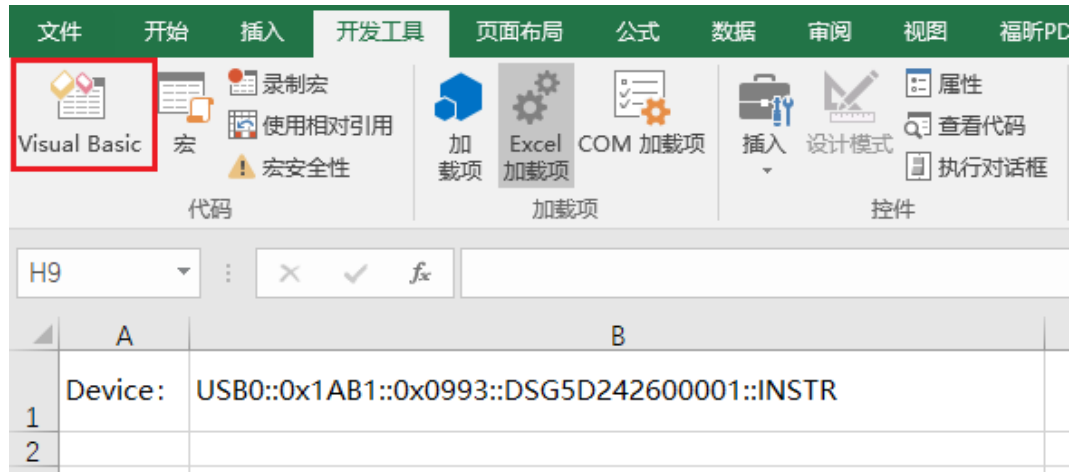 文件 开始 插入 开发工具 页面布局 公式 数据 审阅 视图 福昕PD
Visual Basic
宏
录制宏
使用相对引用
宏安全性
代码
加
载项
Excel
加载项
COM 加载项
加载项
插入
设计模式
属性
查看代码
执行对话框
控件
H9
fx
A B
1 Device: USB0::0x1AB1::0x0993::DSG5D242600001::INSTR
2